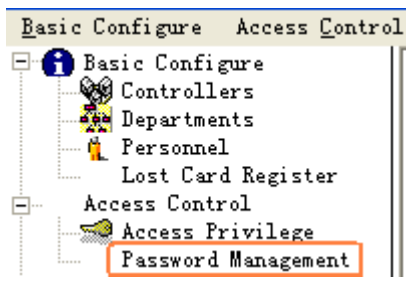 Basic Configure Access Control
Basic Configure
Controllers
Departments
Personnel
Lost Card Register
Access Control
Access Privilege
Password Management